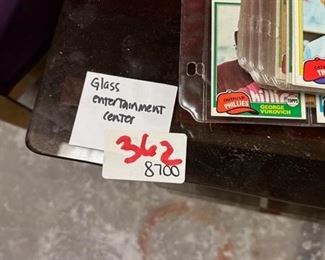 Glass
entertainment
center
362
8700
PHILLIES
GEORGE
VUKOVICH